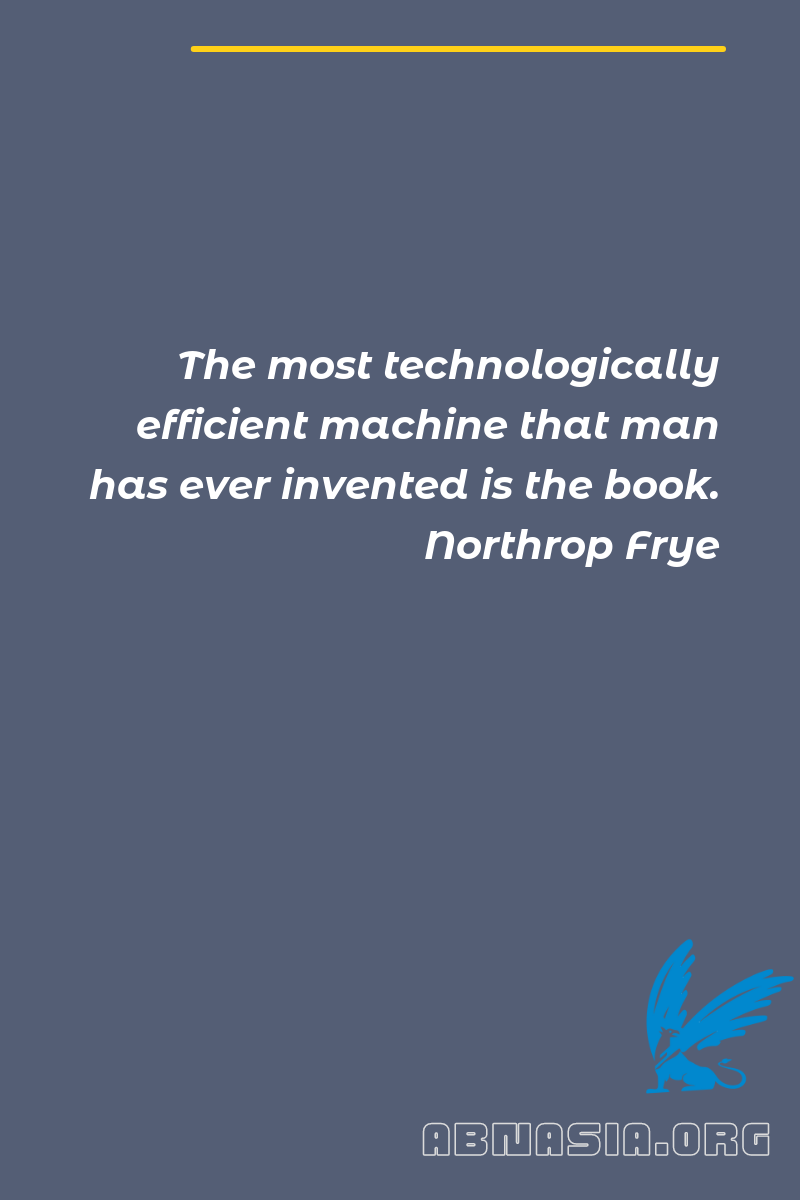 The most technologically
efficient machine that man
has ever invented is the book.
Northrop Frye
ABNASIA.ORG